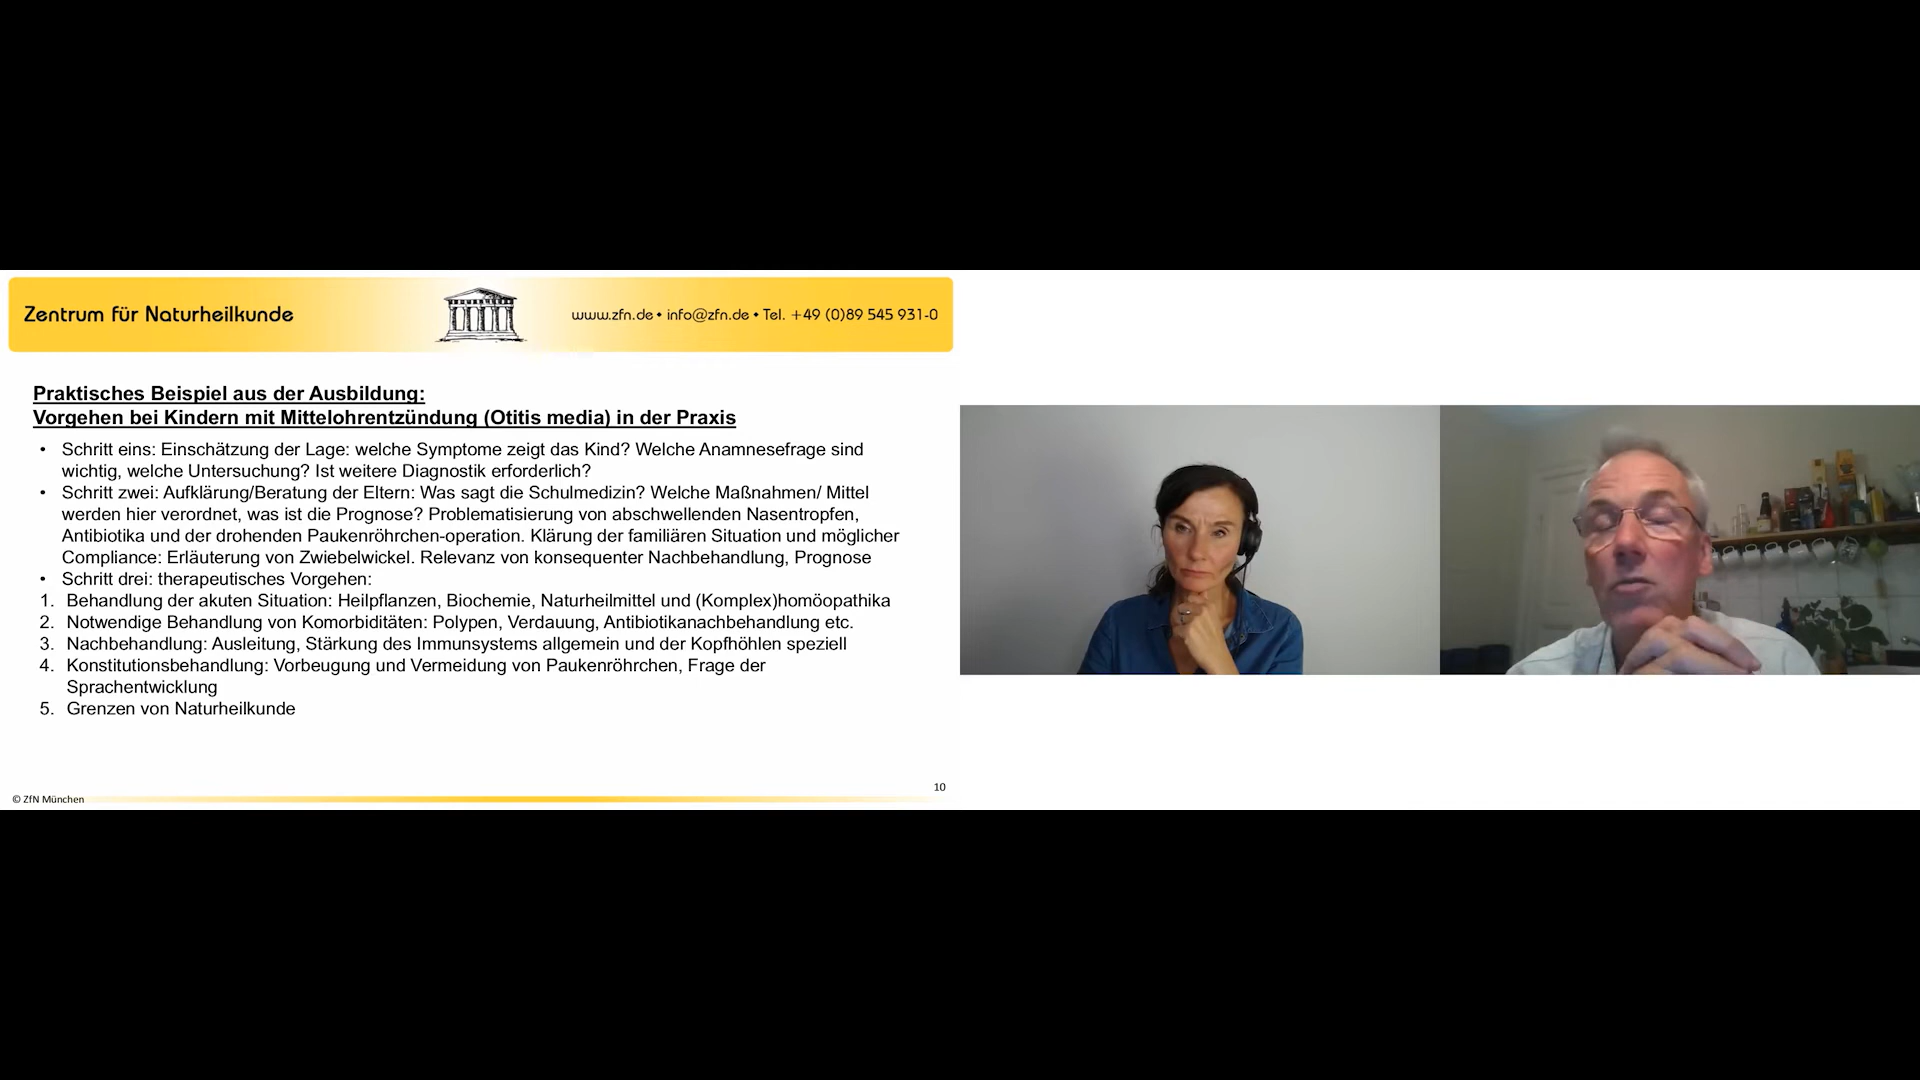 Zentrum für Naturheilkunde
www.zfn.de • info@zfn.de • Tel. +49 (0)89 545 931-0
Praktisches Beispiel aus der Ausbildung:
Vorgehen bei Kindern mit Mittelohrentzündung (Otitis media) in der Praxis
• Schritt eins: Einschätzung der Lage: welche Symptome zeigt das Kind? Welche Anamnesefrage sind
wichtig, welche Untersuchung? Ist weitere Diagnostik erforderlich?
• Schritt zwei: Aufklärung/Beratung der Eltern: Was sagt die Schulmedizin? Welche Maßnahmen/ Mittel
werden hier verordnet, was ist die Prognose? Problematisierung von abschwellenden Nasentropfen,
Antibiotika und der drohenden Paukenröhrchen-operation. Klärung der familiären Situation und möglicher
Compliance: Erläuterung von Zwiebelwickel. Relevanz von konsequenter Nachbehandlung, Prognose
• Schritt drei: therapeutisches Vorgehen:
1. Behandlung der akuten Situation: Heilpflanzen, Biochemie, Naturheilmittel und (Komplex)homöopathika
2. Notwendige Behandlung von Komorbiditäten: Polypen, Verdauung, Antibiotikanachbehandlung etc.
3. Nachbehandlung: Ausleitung, Stärkung des Immunsystems allgemein und der Kopfhöhlen speziell
4. Konstitutionsbehandlung: Vorbeugung und Vermeidung von Paukenröhrchen, Frage der
Sprachentwicklung
5. Grenzen von Naturheilkunde
10
© ZfN München